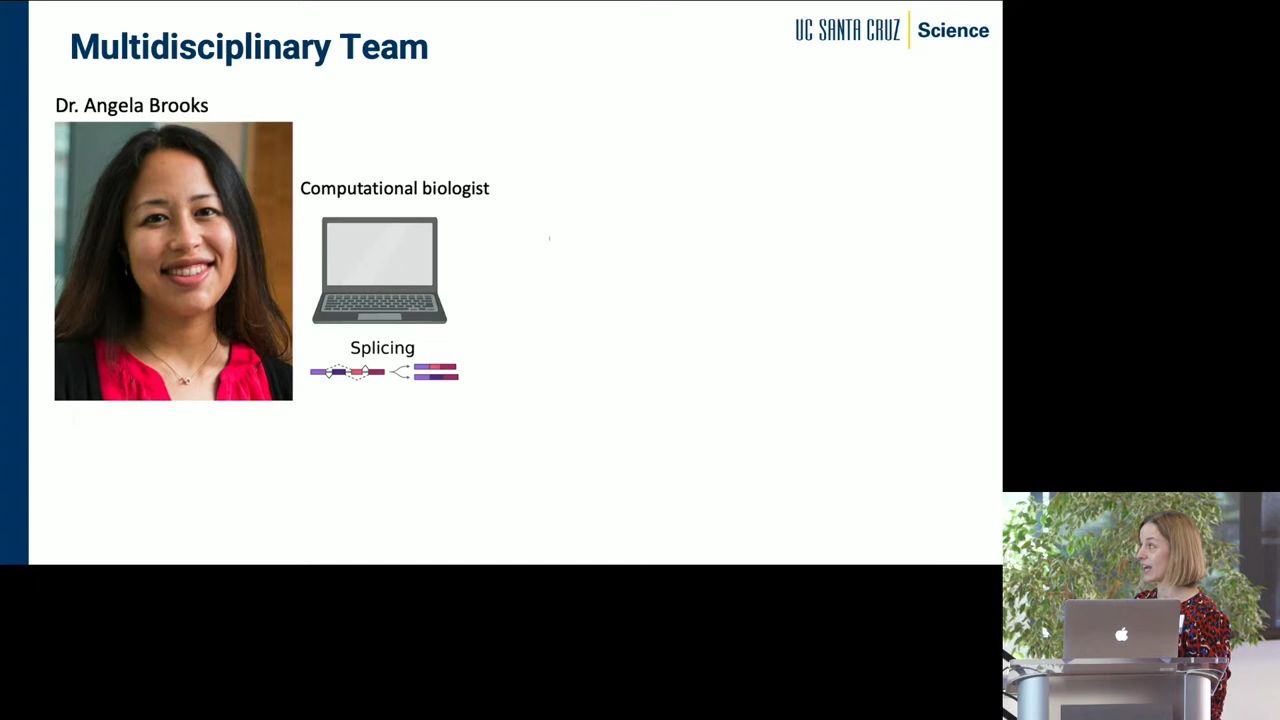 Multidisciplinary Team
UC SANTA CRUZ Science
Dr. Angela Brooks
Computational biologist
Splicing